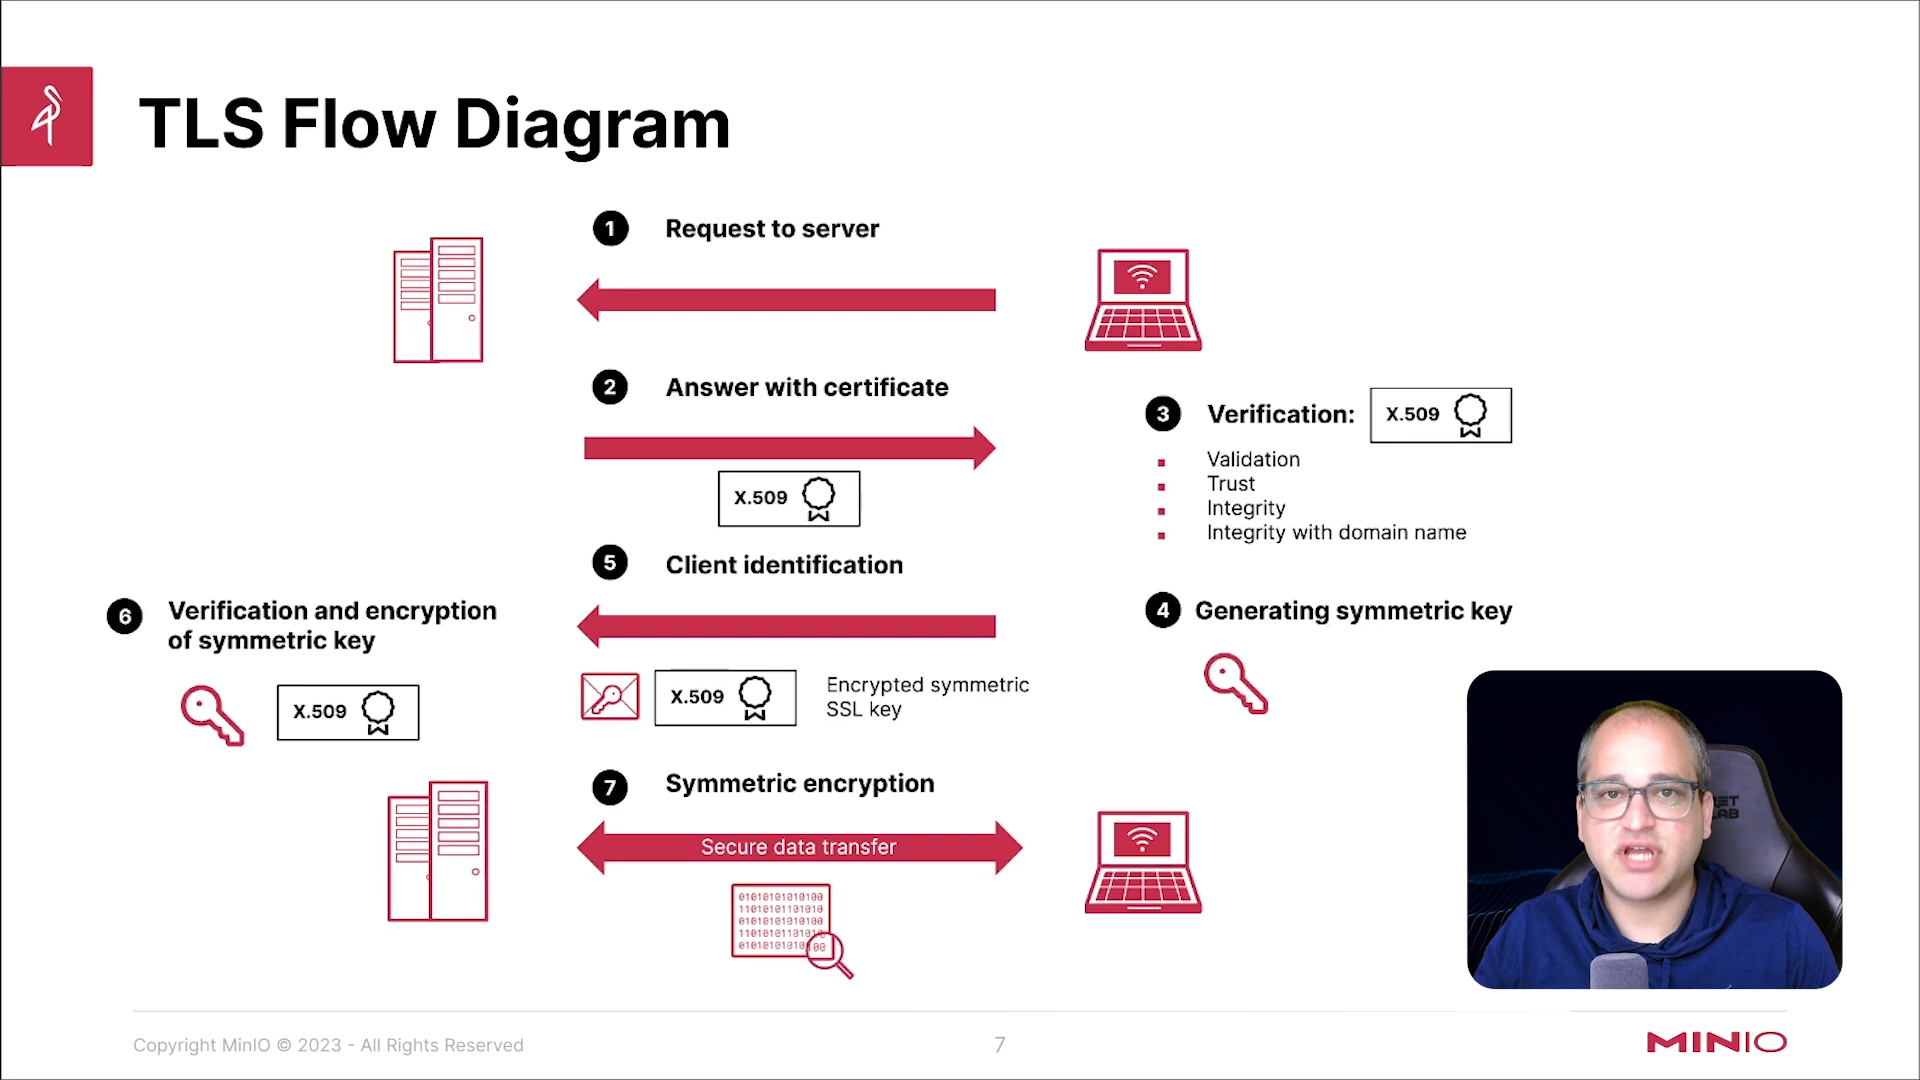 TLS Flow Diagram
1 Request to server
2 Answer with certificate
X.509
3 Verification: X.509
Validation
Trust
Integrity
Integrity with domain name
4 Generating symmetric key
5 Client identification
X.509
Encrypted symmetric
SSL key
6 Verification and encryption
of symmetric key
X.509
7 Symmetric encryption
Secure data transfer
Copyright MinIO © 2023 - All Rights Reserved
7
MINIO